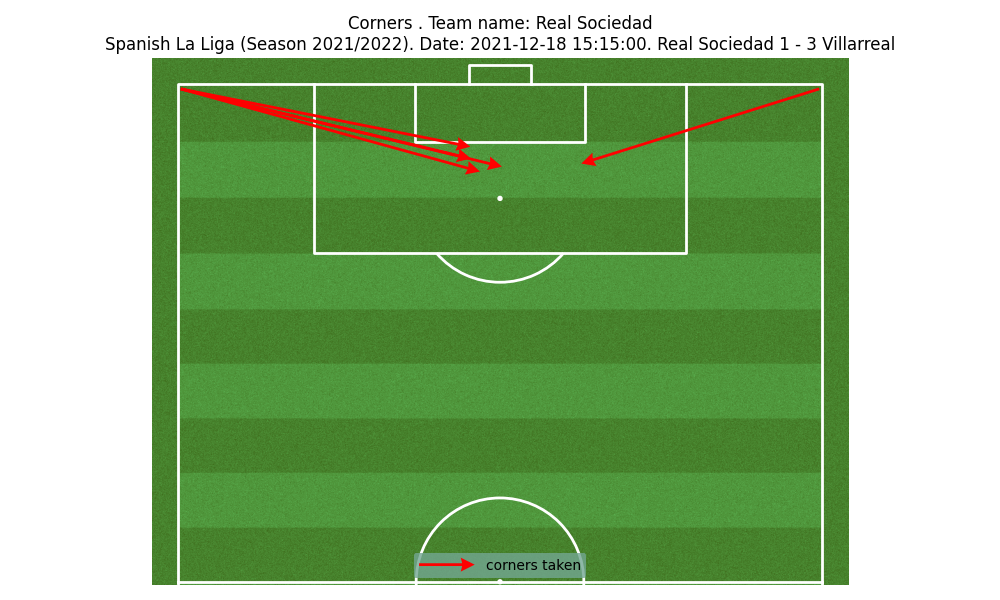 Corners . Team name: Real Sociedad
Spanish La Liga (Season 2021/2022). Date: 2021-12-18 15:15:00. Real Sociedad 1 - 3 Villarreal
corners taken